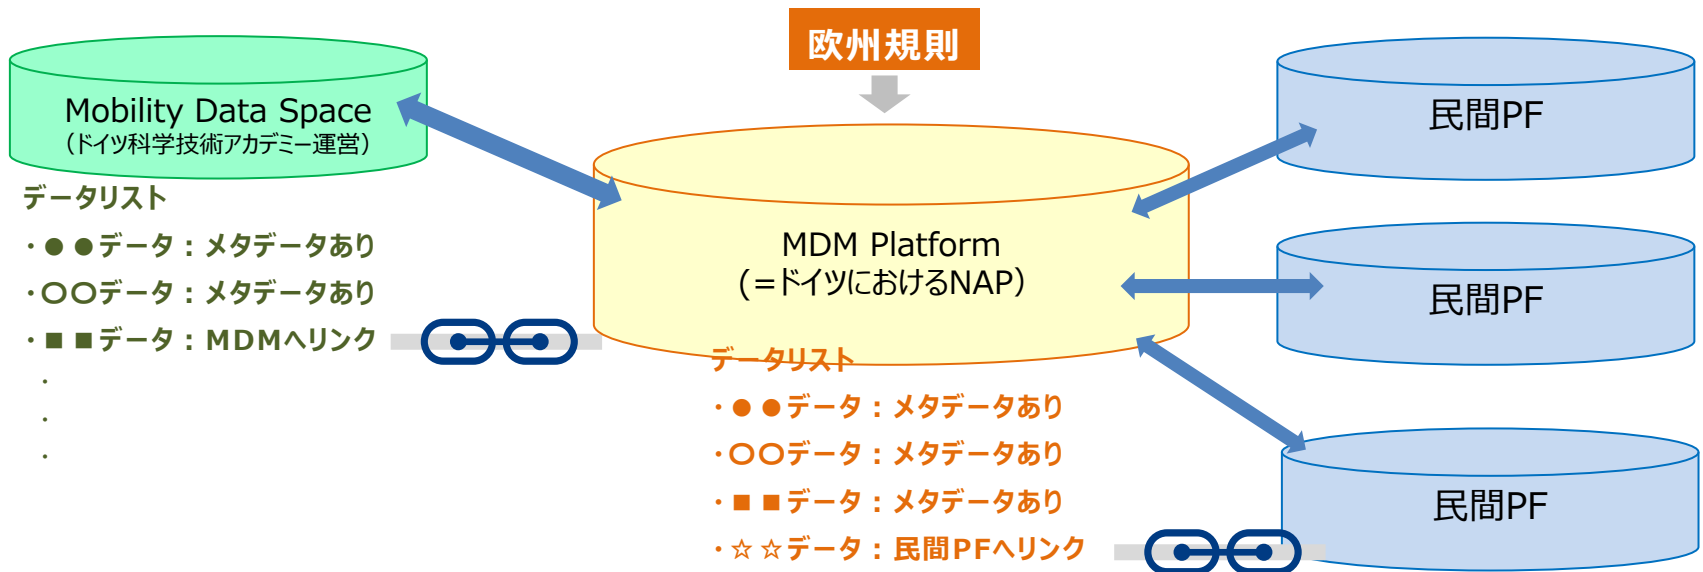 欧州規則
Mobility Data Space
（ドイツ科学技術アカデミー運営）
データリスト
・●●データ：メタデータあり
・○○データ：メタデータあり
・■■データ：MDMへリンク
・
・
・
MDM Platform
(=ドイツにおけるNAP)
データリスト
・●●データ：メタデータあり
・○○データ：メタデータあり
・■■データ：メタデータあり
・☆☆データ：民間PFへリンク
民間PF
民間PF
民間PF